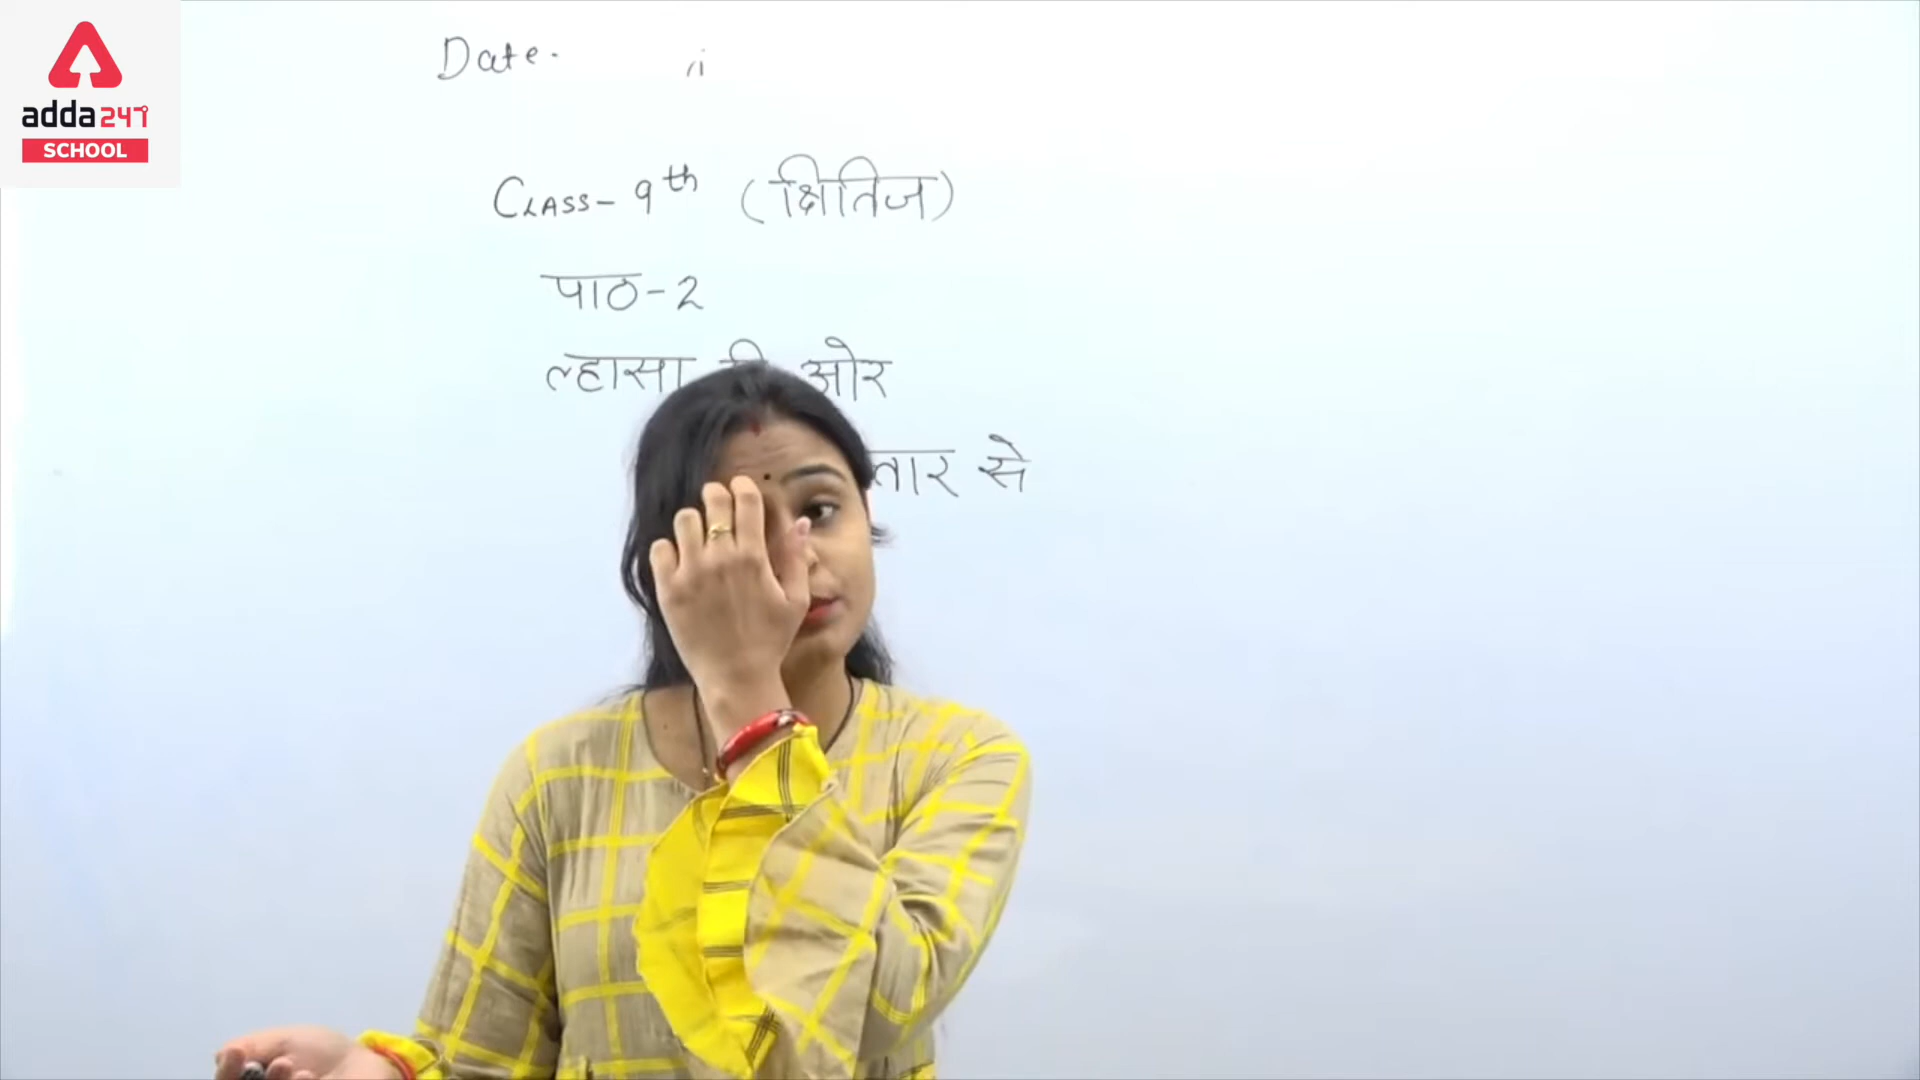 adda247
SCHOOL
Date.
CLASS-9th (क्षितिज)
पाठ-2
ल्हासा की ओर
से